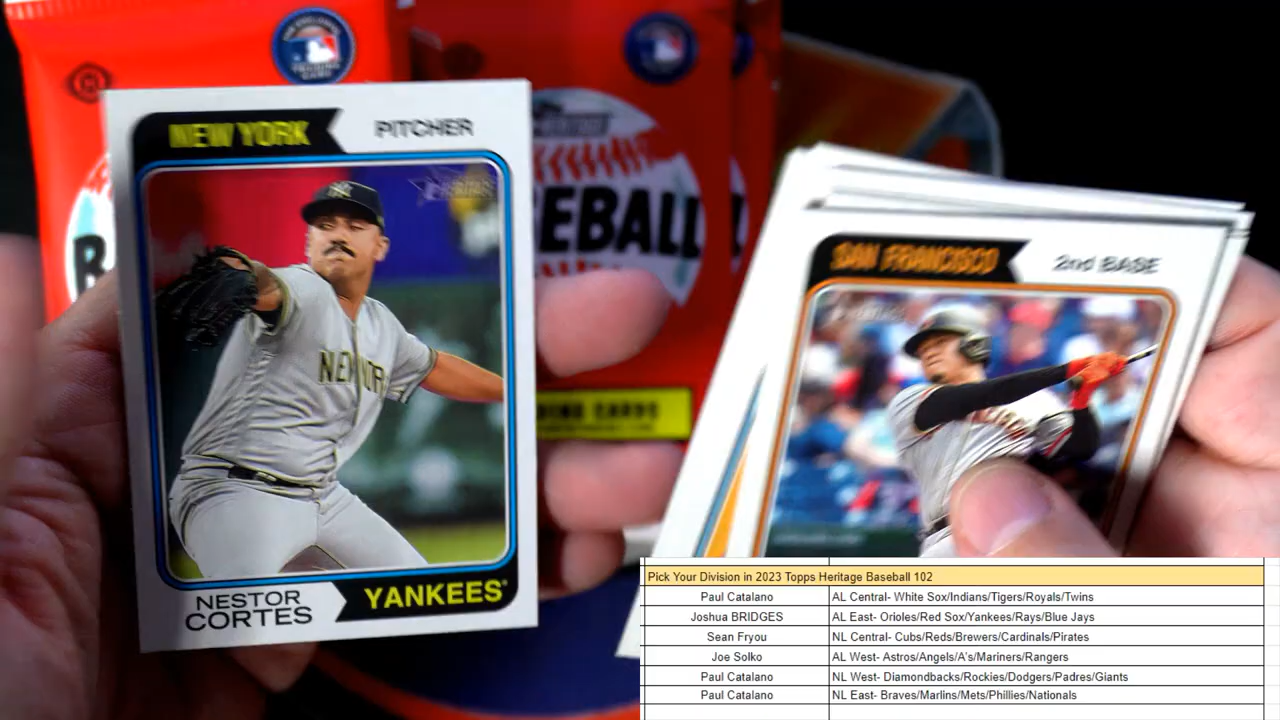 NEW YORK PITCHER
NEW YORK
NESTOR CORTES YANKEES
SAN FRANCISCO 2nd BASE
BASEBALL
Pick Your Division in 2023 Topps Heritage Baseball 102
Paul Catalano AL Central- White Sox/Indians/Tigers/Royals/Twins
Joshua BRIDGES AL East- Orioles/Red Sox/Yankees/Rays/Blue Jays
Sean Fryou NL Central- Cubs/Reds/Brewers/Cardinals/Pirates
Joe Solko AL West- Astros/Angels/A's/Mariners/Rangers
Paul Catalano NL West- Diamondbacks/Rockies/Dodgers/Padres/Giants
Paul Catalano NL East- Braves/Marlins/Mets/Phillies/Nationals